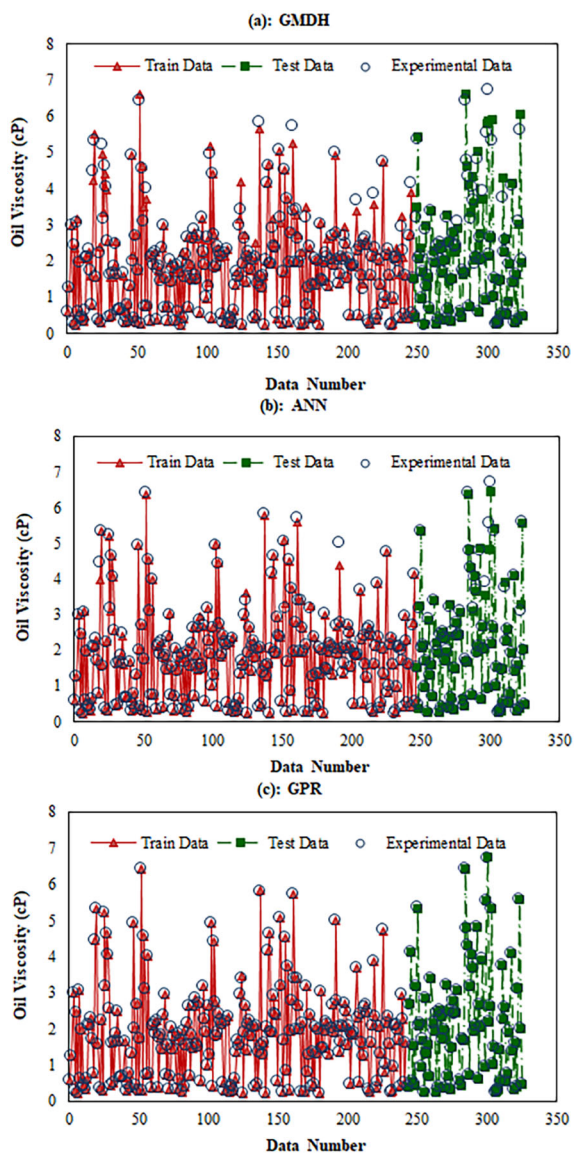 (a): GMDH
8
7
6
5
4
3
2
1
0
Train Data Test Data Experimental Data
Oil Viscosity (cP)
0 50 100 150 200 250 300 350
Data Number
(b): ANN
8
7
6
5
4
3
2
1
0
Train Data Test Data Experimental Data
Oil Viscosity (cP)
0 50 100 150 200 250 300 350
Data Number
(c): GPR
8
7
6
5
4
3
2
1
0
Train Data Test Data Experimental Data
Oil Viscosity (cP)
0 50 100 150 200 250 300 350
Data Number